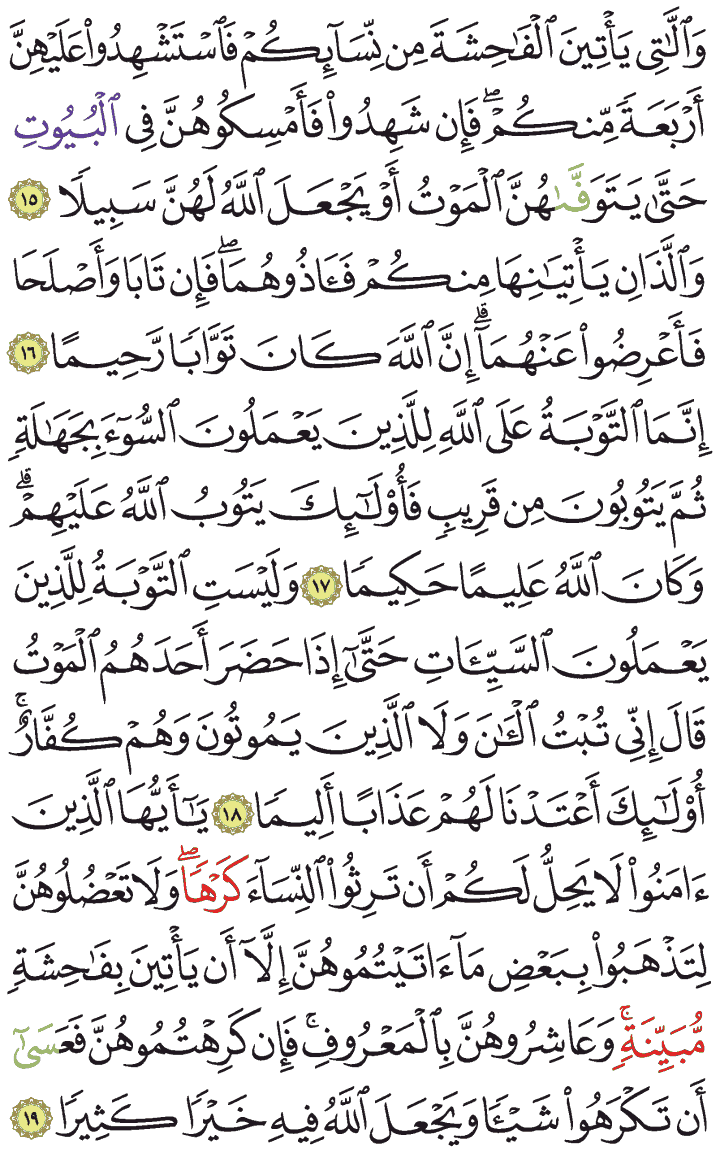 وَٱلَّٰتِى يَأۡتِينَ ٱلۡفَٰحِشَةَ مِن نِّسَآئِكُمۡ فَٱسۡتَشۡهِدُواْ عَلَيۡهِنَّ
أَرۡبَعَةٗ مِّنكُمۡۖ فَإِن شَهِدُواْ فَأَمۡسِكُوهُنَّ فِى ٱلۡبُيُوتِ
حَتَّىٰ يَتَوَفَّىٰهُنَّ ٱلۡمَوۡتُ أَوۡ يَجۡعَلَ ٱللَّهُ لَهُنَّ سَبِيلٗا ١٥
وَٱلَّذَانِ يَأۡتِيَٰنِهَا مِنكُمۡ فَـَٔاذُوهُمَاۖ فَإِن تَابَا وَأَصۡلَحَا
فَأَعۡرِضُواْ عَنۡهُمَآۗ إِنَّ ٱللَّهَ كَانَ تَوَّابٗا رَّحِيمًا ١٦
إِنَّمَا ٱلتَّوۡبَةُ عَلَى ٱللَّهِ لِلَّذِينَ يَعۡمَلُونَ ٱلسُّوٓءَ بِجَهَٰلَةٖ
ثُمَّ يَتُوبُونَ مِن قَرِيبٖ فَأُوْلَٰٓئِكَ يَتُوبُ ٱللَّهُ عَلَيۡهِمۡۗ
وَكَانَ ٱللَّهُ عَلِيمًا حَكِيمٗا ١٧ وَلَيۡسَتِ ٱلتَّوۡبَةُ لِلَّذِينَ
يَعۡمَلُونَ ٱلسَّيِّـَٔاتِ حَتَّىٰٓ إِذَا حَضَرَ أَحَدَهُمُ ٱلۡمَوۡتُ
قَالَ إِنِّى تُبۡتُ ٱلۡـَٰٔنَ وَلَا ٱلَّذِينَ يَمُوتُونَ وَهُمۡ كُفَّارٌۚ
أُوْلَٰٓئِكَ أَعۡتَدۡنَا لَهُمۡ عَذَابًا أَلِيمٗا ١٨ يَٰٓأَيُّهَا ٱلَّذِينَ
ءَامَنُواْ لَا يَحِلُّ لَكُمۡ أَن تَرِثُواْ ٱلنِّسَآءَ كَرۡهٗاۖ وَلَا تَعۡضُلُوهُنَّ
لِتَذۡهَبُواْ بِبَعۡضِ مَآ ءَاتَيۡتُمُوهُنَّ إِلَّآ أَن يَأۡتِينَ بِفَٰحِشَةٖ
مُّبَيِّنَةٖۚ وَعَاشِرُوهُنَّ بِٱلۡمَعۡرُوفِۚ فَإِن كَرِهۡتُمُوهُنَّ فَعَسَىٰٓ
أَن تَكۡرَهُواْ شَيۡـٔٗا وَيَجۡعَلَ ٱللَّهُ فِيهِ خَيۡرٗا كَثِيرٗا ١٩